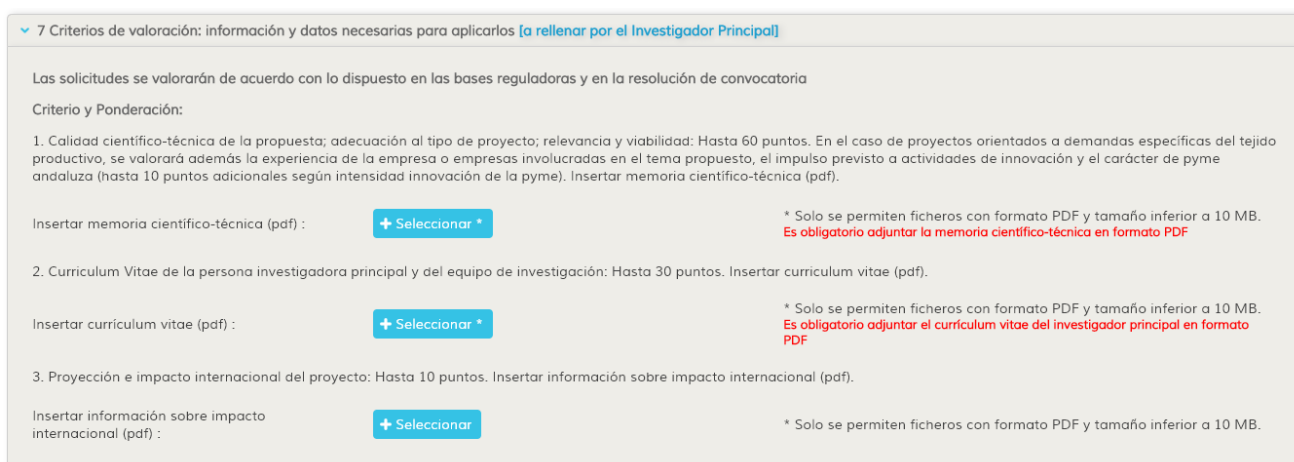 7 Criterios de valoración: información y datos necesarias para aplicarlos [a rellenar por el Investigador Principal]
Las solicitudes se valorarán de acuerdo con lo dispuesto en las bases reguladoras y en la resolución de convocatoria
Criterio y Ponderación:
1. Calidad científico-técnica de la propuesta; adecuación al tipo de proyecto; relevancia y viabilidad: Hasta 60 puntos. En el caso de proyectos orientados a demandas específicas del tejido
productivo, se valorará además la experiencia de la empresa o empresas involucradas en el tema propuesto, el impulso previsto a actividades de innovación y el carácter de pyme
andaluza (hasta 10 puntos adicionales según intensidad innovación de la pyme). Insertar memoria científico-técnica (pdf).
Insertar memoria científico-técnica (pdf) :
+ Seleccionar *
* Solo se permiten ficheros con formato PDF y tamaño inferior a 10 MB.
Es obligatorio adjuntar la memoria científico-técnica en formato PDF
2. Curriculum Vitae de la persona investigadora principal y del equipo de investigación: Hasta 30 puntos. Insertar curriculum vitae (pdf).
Insertar currículum vitae (pdf) :
+ Seleccionar *
* Solo se permiten ficheros con formato PDF y tamaño inferior a 10 MB.
Es obligatorio adjuntar el currículum vitae del investigador principal en formato
PDF
3. Proyección e impacto internacional del proyecto: Hasta 10 puntos. Insertar información sobre impacto internacional (pdf).
Insertar información sobre impacto
internacional (pdf) :
+ Seleccionar
* Solo se permiten ficheros con formato PDF y tamaño inferior a 10 MB.